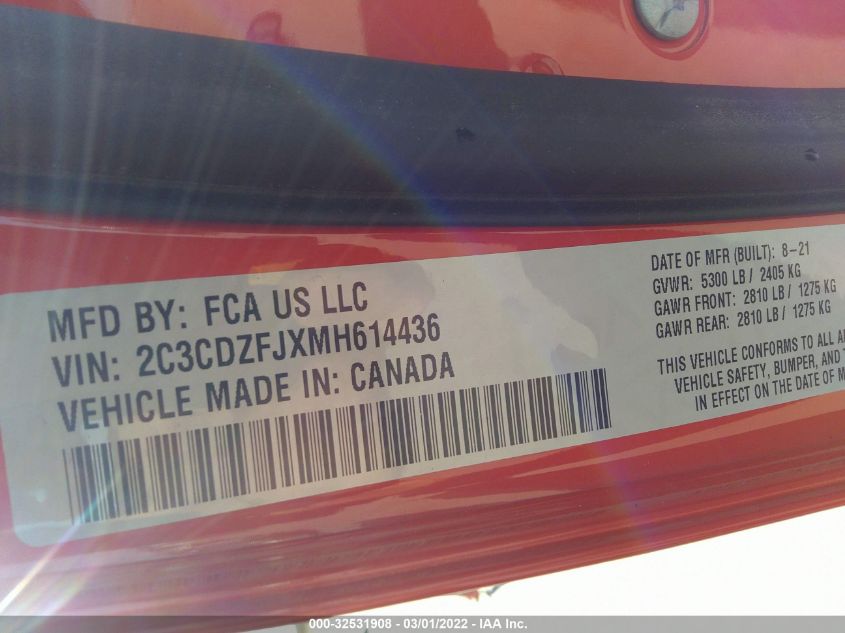 MFD BY: FCA US LLC
VIN: 2C3CDZFJXMH614436
VEHICLE MADE IN: CANADA
DATE OF MFR (BUILT): 8-21
GVWR: 5300 LB / 2405 KG
GAWR FRONT: 2810 LB / 1275 KG
GAWR REAR: 2810 LB / 1275 KG
THIS VEHICLE CONFORMS TO ALL
VEHICLE SAFETY, BUMPER, AND
IN EFFECT ON THE DATE OF
000-32531908 - 03/01/2022 - IAA Inc.